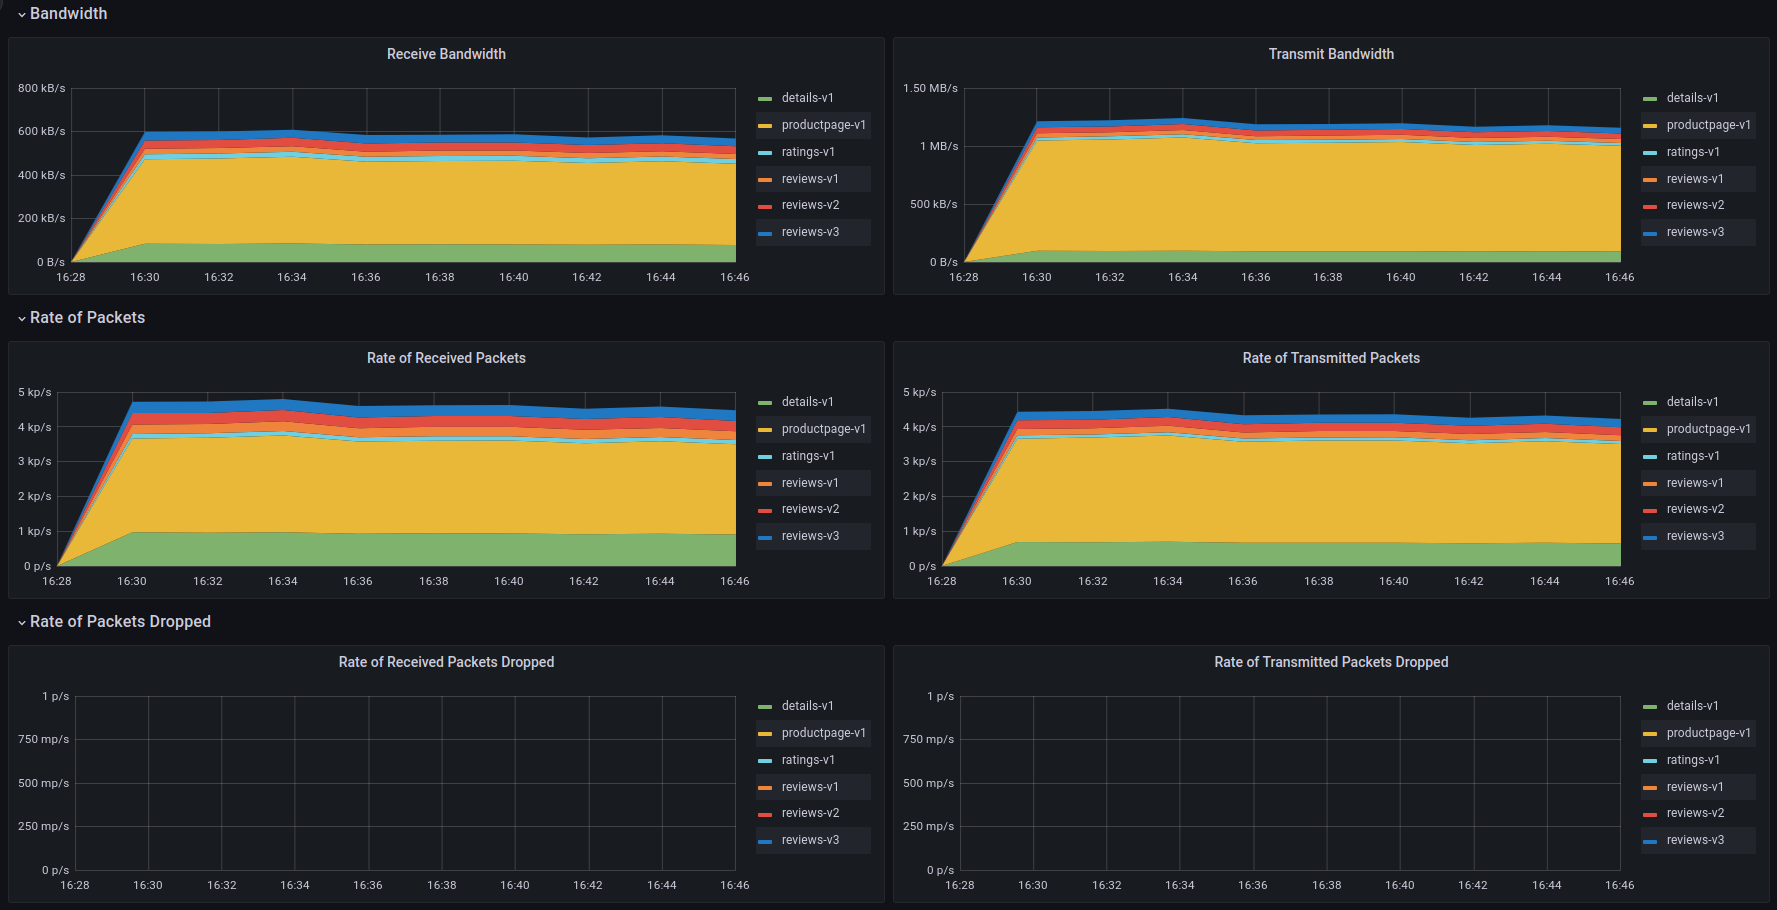 Bandwidth
Receive Bandwidth
800 kB/s
600 kB/s
400 kB/s
200 kB/s
0 B/s
16:28 16:30 16:32 16:34 16:36 16:38 16:40 16:42 16:44 16:46
details-v1
productpage-v1
ratings-v1
reviews-v1
reviews-v2
reviews-v3
Transmit Bandwidth
1.50 MB/s
1 MB/s
500 kB/s
0 B/s
16:28 16:30 16:32 16:34 16:36 16:38 16:40 16:42 16:44 16:46
details-v1
productpage-v1
ratings-v1
reviews-v1
reviews-v2
reviews-v3
Rate of Packets
Rate of Received Packets
5 kp/s
4 kp/s
3 kp/s
2 kp/s
1 kp/s
0 p/s
16:28 16:30 16:32 16:34 16:36 16:38 16:40 16:42 16:44 16:46
details-v1
productpage-v1
ratings-v1
reviews-v1
reviews-v2
reviews-v3
Rate of Transmitted Packets
5 kp/s
4 kp/s
3 kp/s
2 kp/s
1 kp/s
0 p/s
16:28 16:30 16:32 16:34 16:36 16:38 16:40 16:42 16:44 16:46
details-v1
productpage-v1
ratings-v1
reviews-v1
reviews-v2
reviews-v3
Rate of Packets Dropped
Rate of Received Packets Dropped
1 p/s
750 mp/s
500 mp/s
250 mp/s
0 p/s
16:28 16:30 16:32 16:34 16:36 16:38 16:40 16:42 16:44 16:46
details-v1
productpage-v1
ratings-v1
reviews-v1
reviews-v2
reviews-v3
Rate of Transmitted Packets Dropped
1 p/s
750 mp/s
500 mp/s
250 mp/s
0 p/s
16:28 16:30 16:32 16:34 16:36 16:38 16:40 16:42 16:44 16:46
details-v1
productpage-v1
ratings-v1
reviews-v1
reviews-v2
reviews-v3